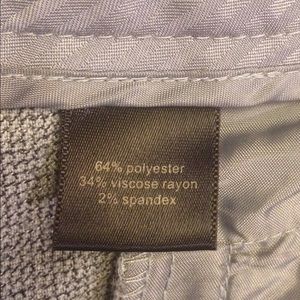 64% polyester
34% viscose rayon
2% spandex